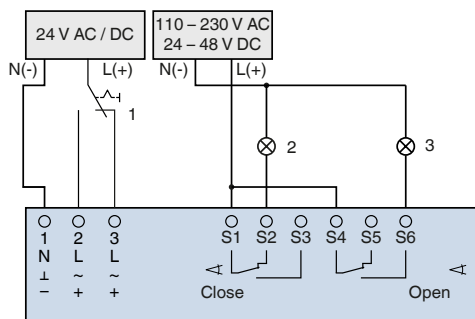 24 V AC / DC
110 – 230 V AC
24 – 48 V DC
N(-) L(+) N(-) L(+)
1
2
3
1 2 3 S1 S2 S3 S4 S5 S6
N L L
⊥ ~ ~
– + +
A A
Close Open